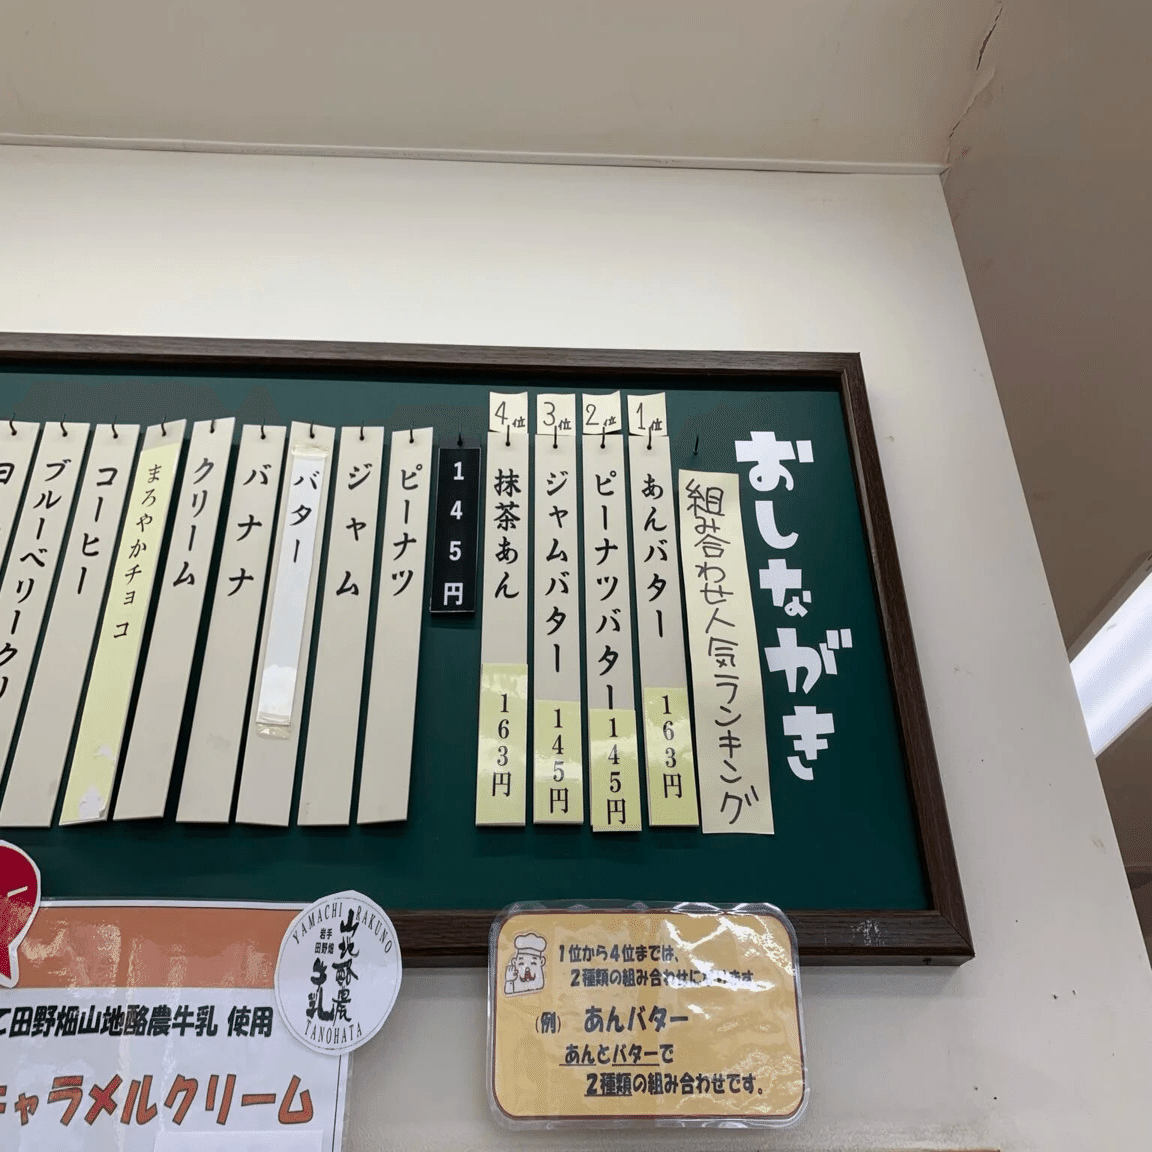 おしながき
組み合わせ人気ランキング
1位
あんバター
163円
2位
ピーナツバター
145円
3位
ジャムバター
145円
4位
抹茶あん
163円
145円
ピーナツ
ジャム
バター
バナナ
クリーム
まろやかチョコ
コーヒー
ブルーベリークリ
ヨ
1位から4位までは、
2種類の組み合わせになります。
(例) あんバター
あんとバターで
2種類の組み合わせです。
YAMACHI RAKUNO
岩手
田野畑
山地酪農
牛乳
TANOHATA
て田野畑山地酪農牛乳 使用
キャラメルクリーム